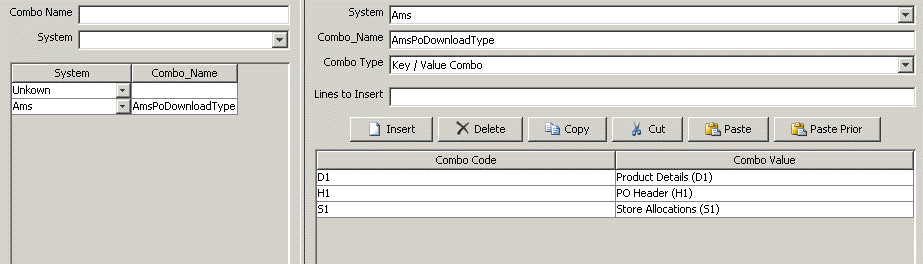 Combo Name
System
System Combo_Name
Unkown
Ams AmsPoDownloadType
System Ams
Combo_Name AmsPoDownloadType
Combo Type Key / Value Combo
Lines to Insert
Insert Delete Copy Cut Paste Paste Prior
Combo Code Combo Value
D1 Product Details (D1)
H1 PO Header (H1)
S1 Store Allocations (S1)